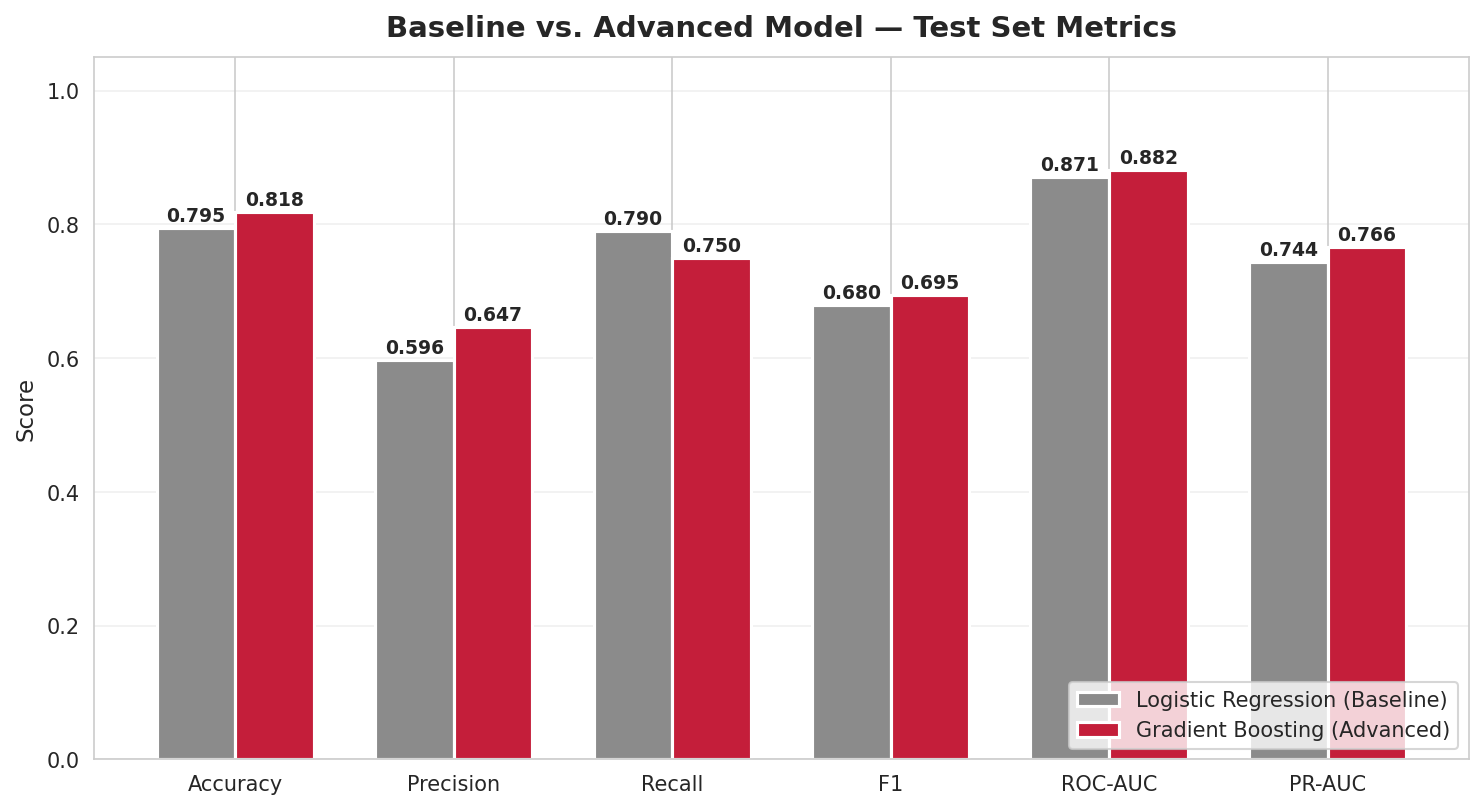 Baseline vs. Advanced Model — Test Set Metrics
Score
1.0
0.8
0.6
0.4
0.2
0.0
0.795
0.818
0.596
0.647
0.790
0.750
0.680
0.695
0.871
0.882
0.744
0.766
Logistic Regression (Baseline)
Gradient Boosting (Advanced)
Accuracy
Precision
Recall
F1
ROC-AUC
PR-AUC